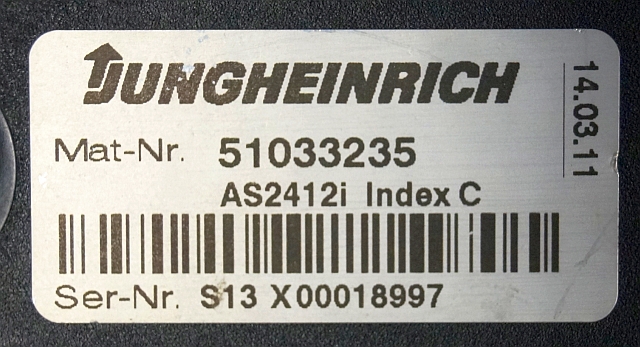 JUNGHEINRICH
14.03.11
Mat-Nr. 51033235
AS2412i Index C
Ser-Nr. S13 X00018997